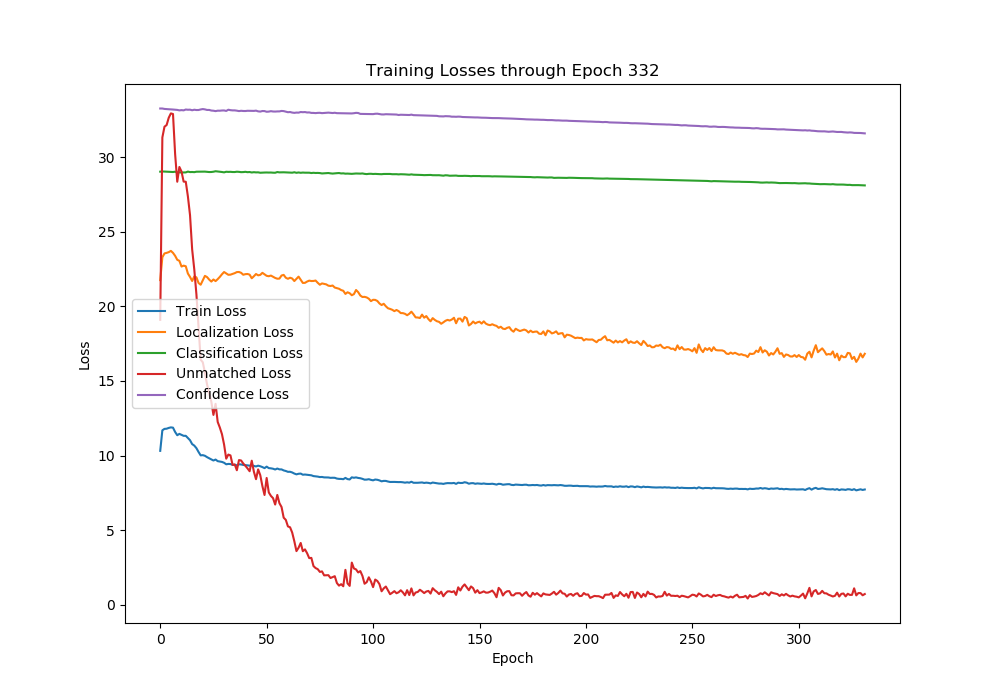 Training Losses through Epoch 332
Loss
30
25
20
15
10
5
0
Train Loss
Localization Loss
Classification Loss
Unmatched Loss
Confidence Loss
0 50 100 150 200 250 300
Epoch